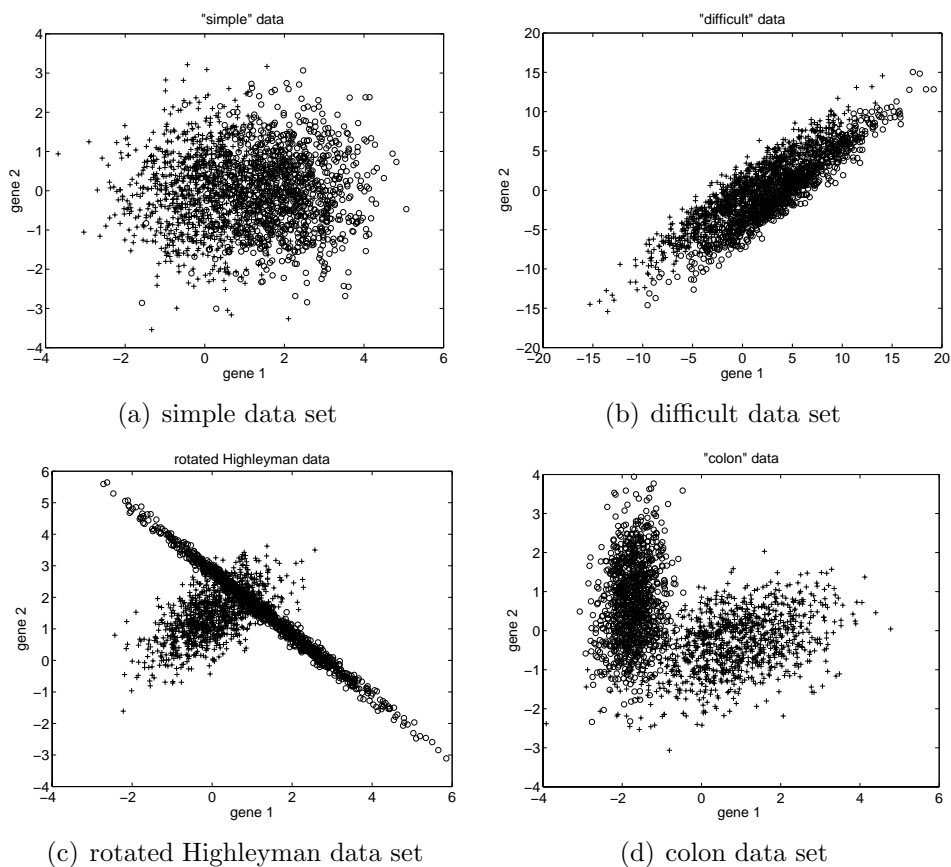 "simple" data
4
3
2
1
0
−1
−2
−3
−4
gene 2
−4 −2 0 2 4 6
gene 1
(a) simple data set
"difficult" data
20
15
10
5
0
−5
−10
−15
−20
gene 2
−20 −15 −10 −5 0 5 10 15 20
gene 1
(b) difficult data set
rotated Highleyman data
6
5
4
3
2
1
0
−1
−2
−3
−4
gene 2
−4 −2 0 2 4 6
gene 1
(c) rotated Highleyman data set
"colon" data
4
3
2
1
0
−1
−2
−3
−4
gene 2
−4 −2 0 2 4 6
gene 1
(d) colon data set